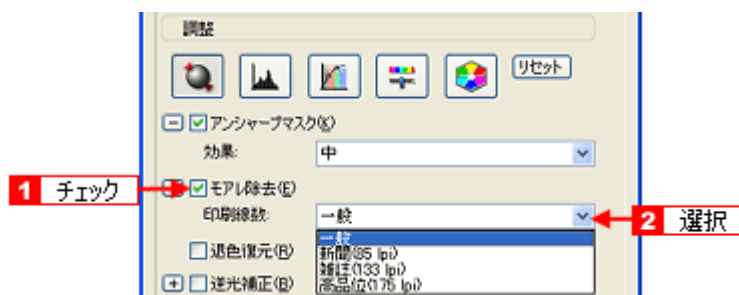 調整
リセット
アンシャープマスク(K)
効果: 中
1 チェック
モアレ除去(E)
印刷線数: 一般
2 選択
一般
退色復元(R)
新聞(85 lpi)
雑誌(133 lpi)
逆光補正(B)
高品位(175 lpi)